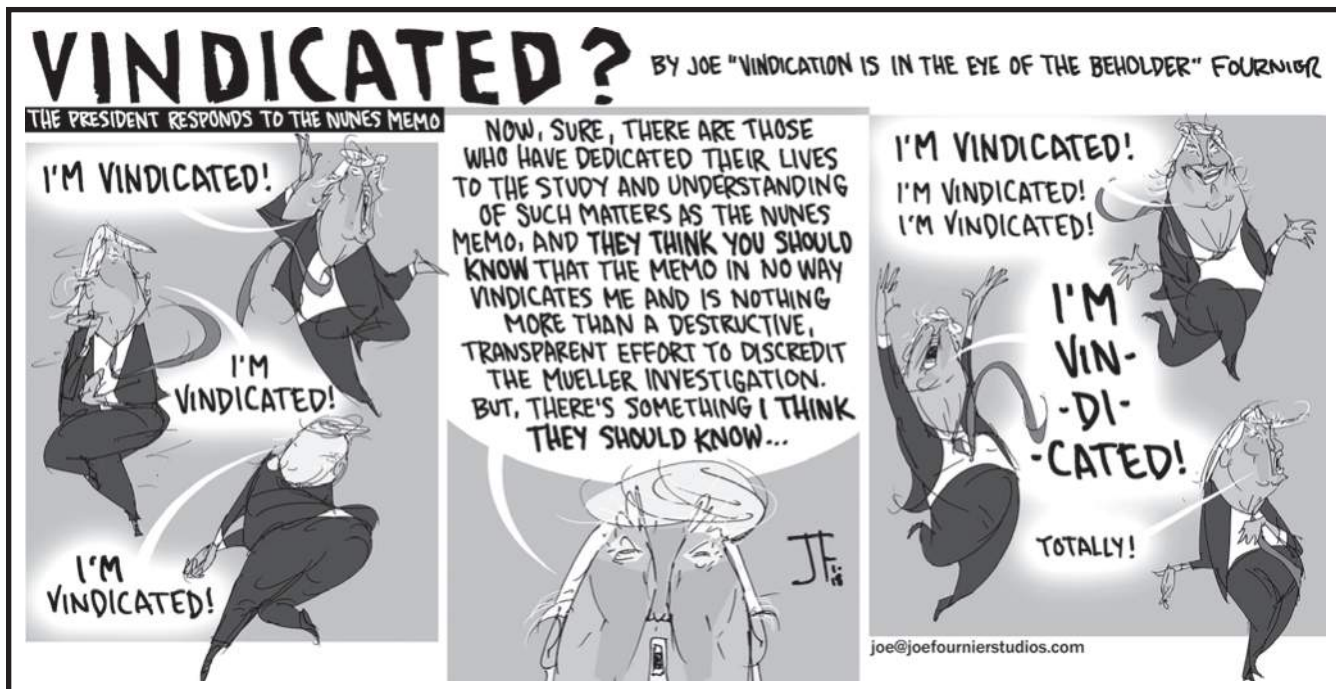 VINDICATED?
BY JOE "VINDICATION IS IN THE EYE OF THE BEHOLDER" FOURNIER
THE PRESIDENT RESPONDS TO THE NUNES MEMO
I'M VINDICATED!
I'M
VINDICATED!
I'M
VINDICATED!
NOW, SURE, THERE ARE THOSE
WHO HAVE DEDICATED THEIR LIVES
TO THE STUDY AND UNDERSTANDING
OF SUCH MATTERS AS THE NUNES
MEMO, AND THEY THINK YOU SHOULD
KNOW THAT THE MEMO IN NO WAY
VINDICATES ME AND IS NOTHING
MORE THAN A DESTRUCTIVE,
TRANSPARENT EFFORT TO DISCREDIT
THE MUELLER INVESTIGATION.
BUT, THERE'S SOMETHING I THINK
THEY SHOULD KNOW...
JF
I'M VINDICATED!
I'M VINDICATED!
I'M VINDICATED!
I'M
VIN-
-DI-
-CATED!
TOTALLY!
joe@joefournierstudios.com